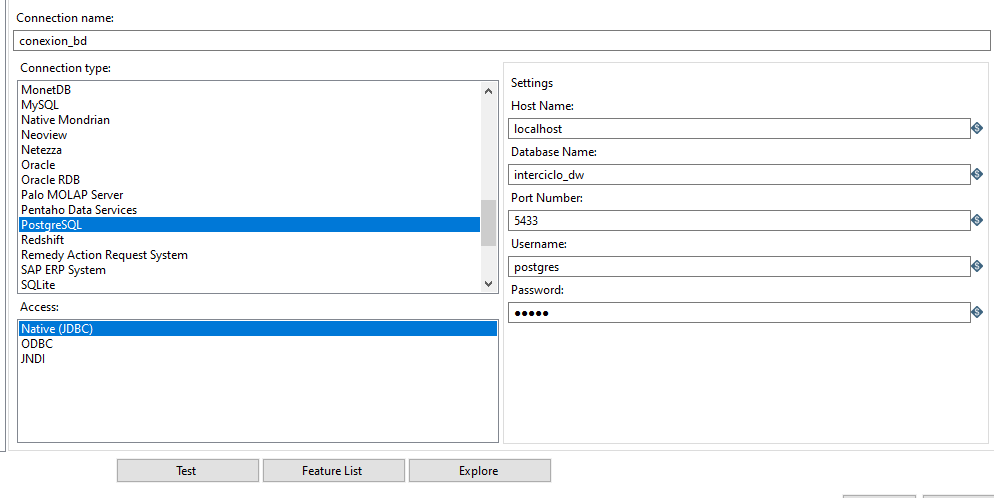 Connection name:
conexion_bd
Connection type:
MonetDB
MySQL
Native Mondrian
Neoview
Netezza
Oracle
Oracle RDB
Palo MOLAP Server
Pentaho Data Services
PostgreSQL
Redshift
Remedy Action Request System
SAP ERP System
SQLite
Access:
Native (JDBC)
ODBC
JNDI
Settings
Host Name:
localhost
Database Name:
interciclo_dw
Port Number:
5433
Username:
postgres
Password:
●●●●●
Test
Feature List
Explore